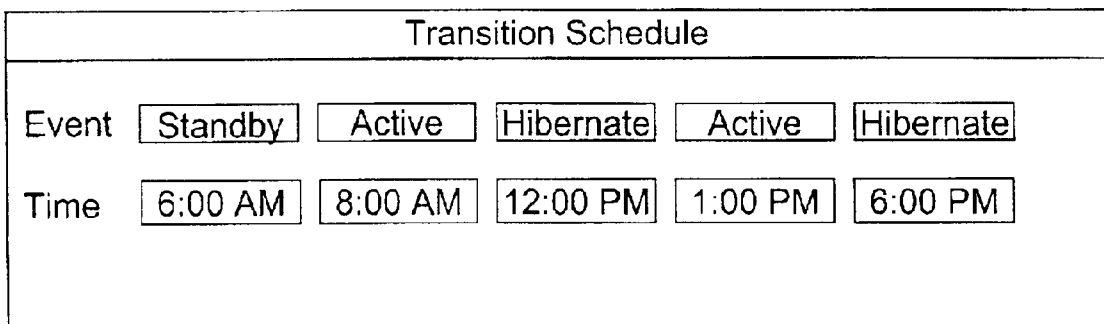 Transition Schedule
Event Standby Active Hibernate Active Hibernate
Time 6:00 AM 8:00 AM 12:00 PM 1:00 PM 6:00 PM